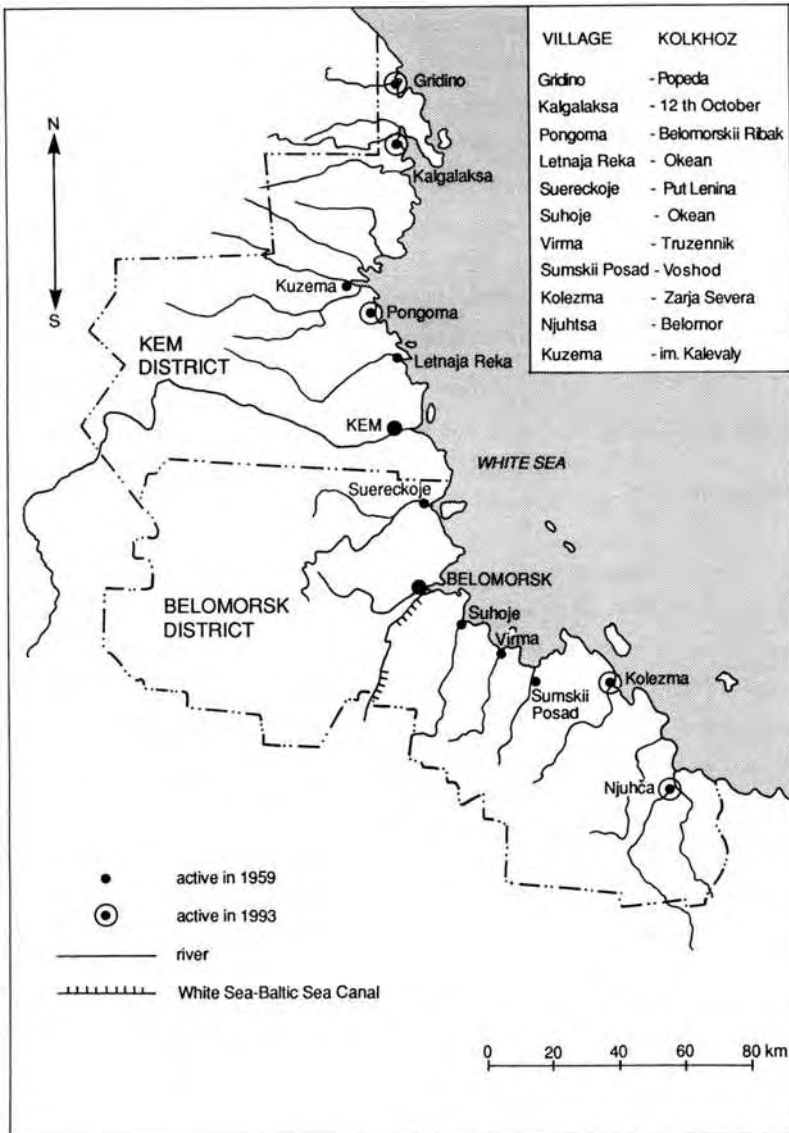 VILLAGE KOLKHOZ
Gridino - Popeda
Kalgalaksa - 12 th October
Pongoma - Belomorskii Ribak
Letnaja Reka - Okean
Suereckoje - Put Lenina
Suhoje - Okean
Virma - Truzennik
Sumskii Posad - Voshod
Kolezma - Zarja Severa
Njuhtsa - Belomor
Kuzema - im. Kalevaly
Gridino
N
Kalgalaksa
Kuzema
S
Pongoma
KEM
DISTRICT
Letnaja Reka
KEM
WHITE SEA
Suereckoje
BELOMORSK
BELOMORSK
DISTRICT
Suhoje
Virma
Kolezma
Sumskii
Posad
Njuhča
active in 1959
active in 1993
river
White Sea-Baltic Sea Canal
0 20 40 60 80 km